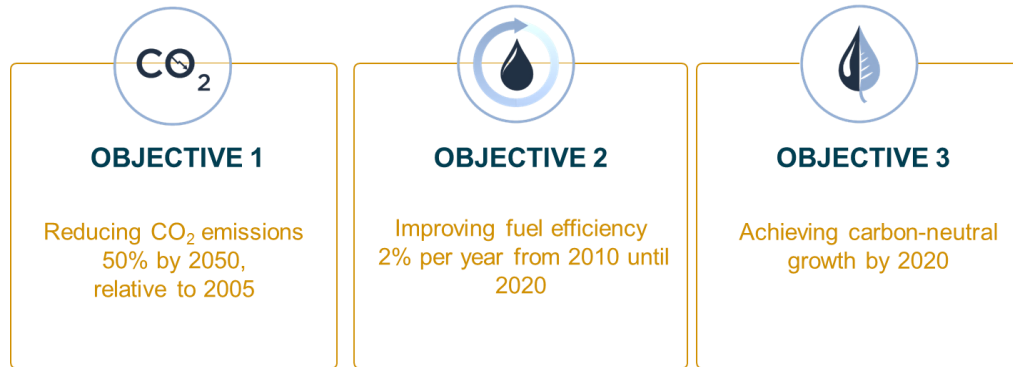 CO₂
OBJECTIVE 1
Reducing CO₂ emissions
50% by 2050,
relative to 2005
OBJECTIVE 2
Improving fuel efficiency
2% per year from 2010 until
2020
OBJECTIVE 3
Achieving carbon-neutral
growth by 2020